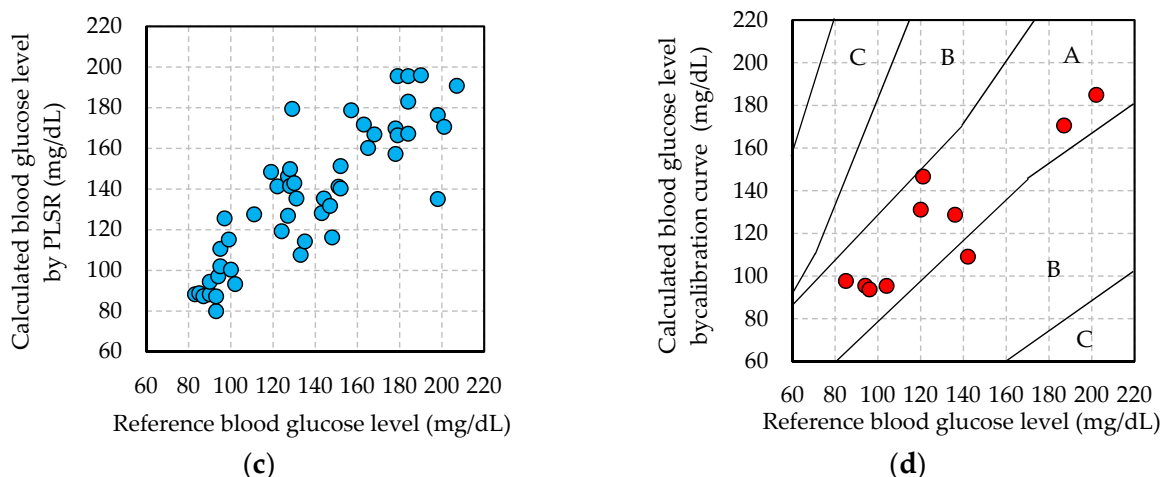 Calculated blood glucose level
by PLSR (mg/dL)
220
200
180
160
140
120
100
80
60
60 80 100 120 140 160 180 200 220
Reference blood glucose level (mg/dL)
(c)
Calculated blood glucose level
bycalibration curve (mg/dL)
220
200
180
160
140
120
100
80
60
C B A
B
C
60 80 100 120 140 160 180 200 220
Reference blood glucose level (mg/dL)
(d)